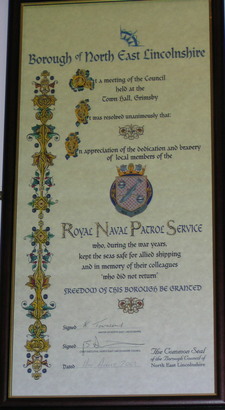 Borough of North East Lincolnshire
At a meeting of the Council
held at the
Town Hall, Grimsby
It was resolved unanimously that:
In appreciation of the dedication and bravery
of local members of the
Royal Naval Patrol Service
who, during the war years,
kept the seas safe for allied shipping
and in memory of their colleagues
'who did not return'
FREEDOM OF THIS BOROUGH BE GRANTED
Signed:
Signed:
Dated:
The Common Seal
of the Borough Council of
North East Lincolnshire